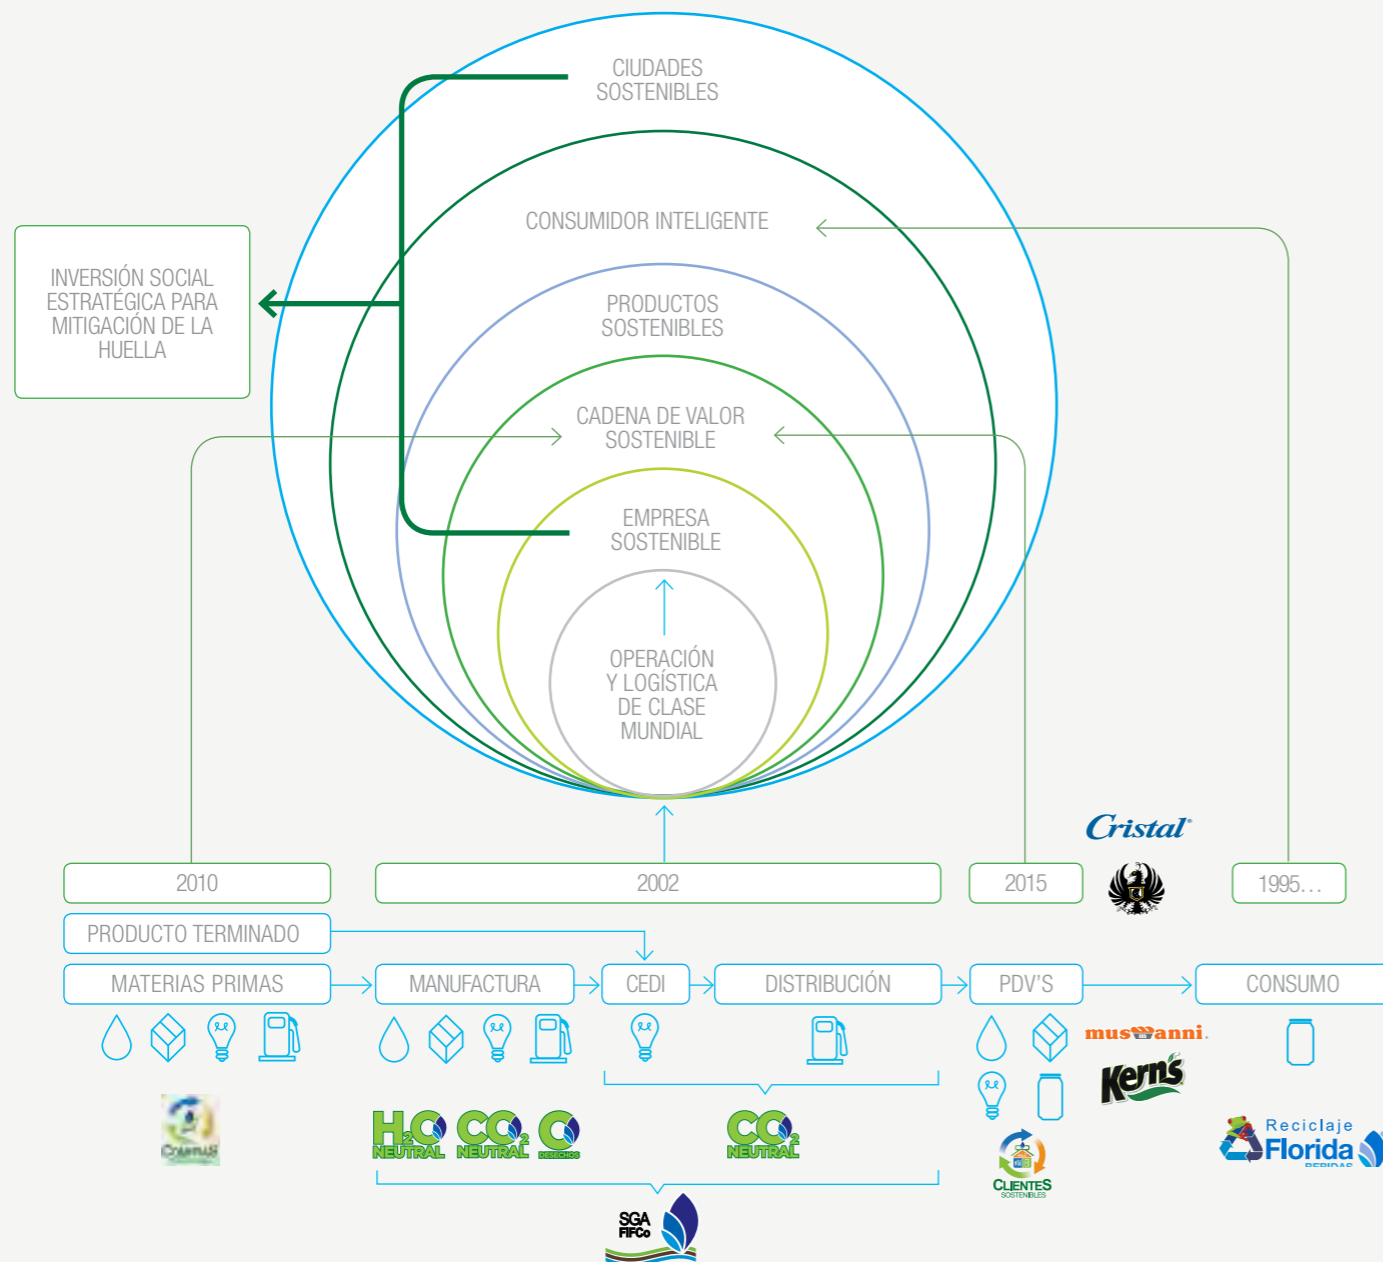 CIUDADES
SOSTENIBLES
CONSUMIDOR INTELIGENTE
INVERSIÓN SOCIAL
ESTRATÉGICA PARA
MITIGACIÓN DE LA
HUELLA
PRODUCTOS
SOSTENIBLES
CADENA DE VALOR
SOSTENIBLE
EMPRESA
SOSTENIBLE
OPERACIÓN
Y LOGÍSTICA
DE CLASE
MUNDIAL
Cristal®
2010
2002
2015
1995...
PRODUCTO TERMINADO
MATERIAS PRIMAS
MANUFACTURA
CEDI
DISTRIBUCIÓN
PDV'S
CONSUMO
musmanni.
Kern's
H2O
NEUTRAL
CO2
NEUTRAL
O
DESECHOS
CO2
NEUTRAL
CLIENTES
SOSTENIBLES
Reciclaje
Florida
BEBIDAS
SGA
FIFCo